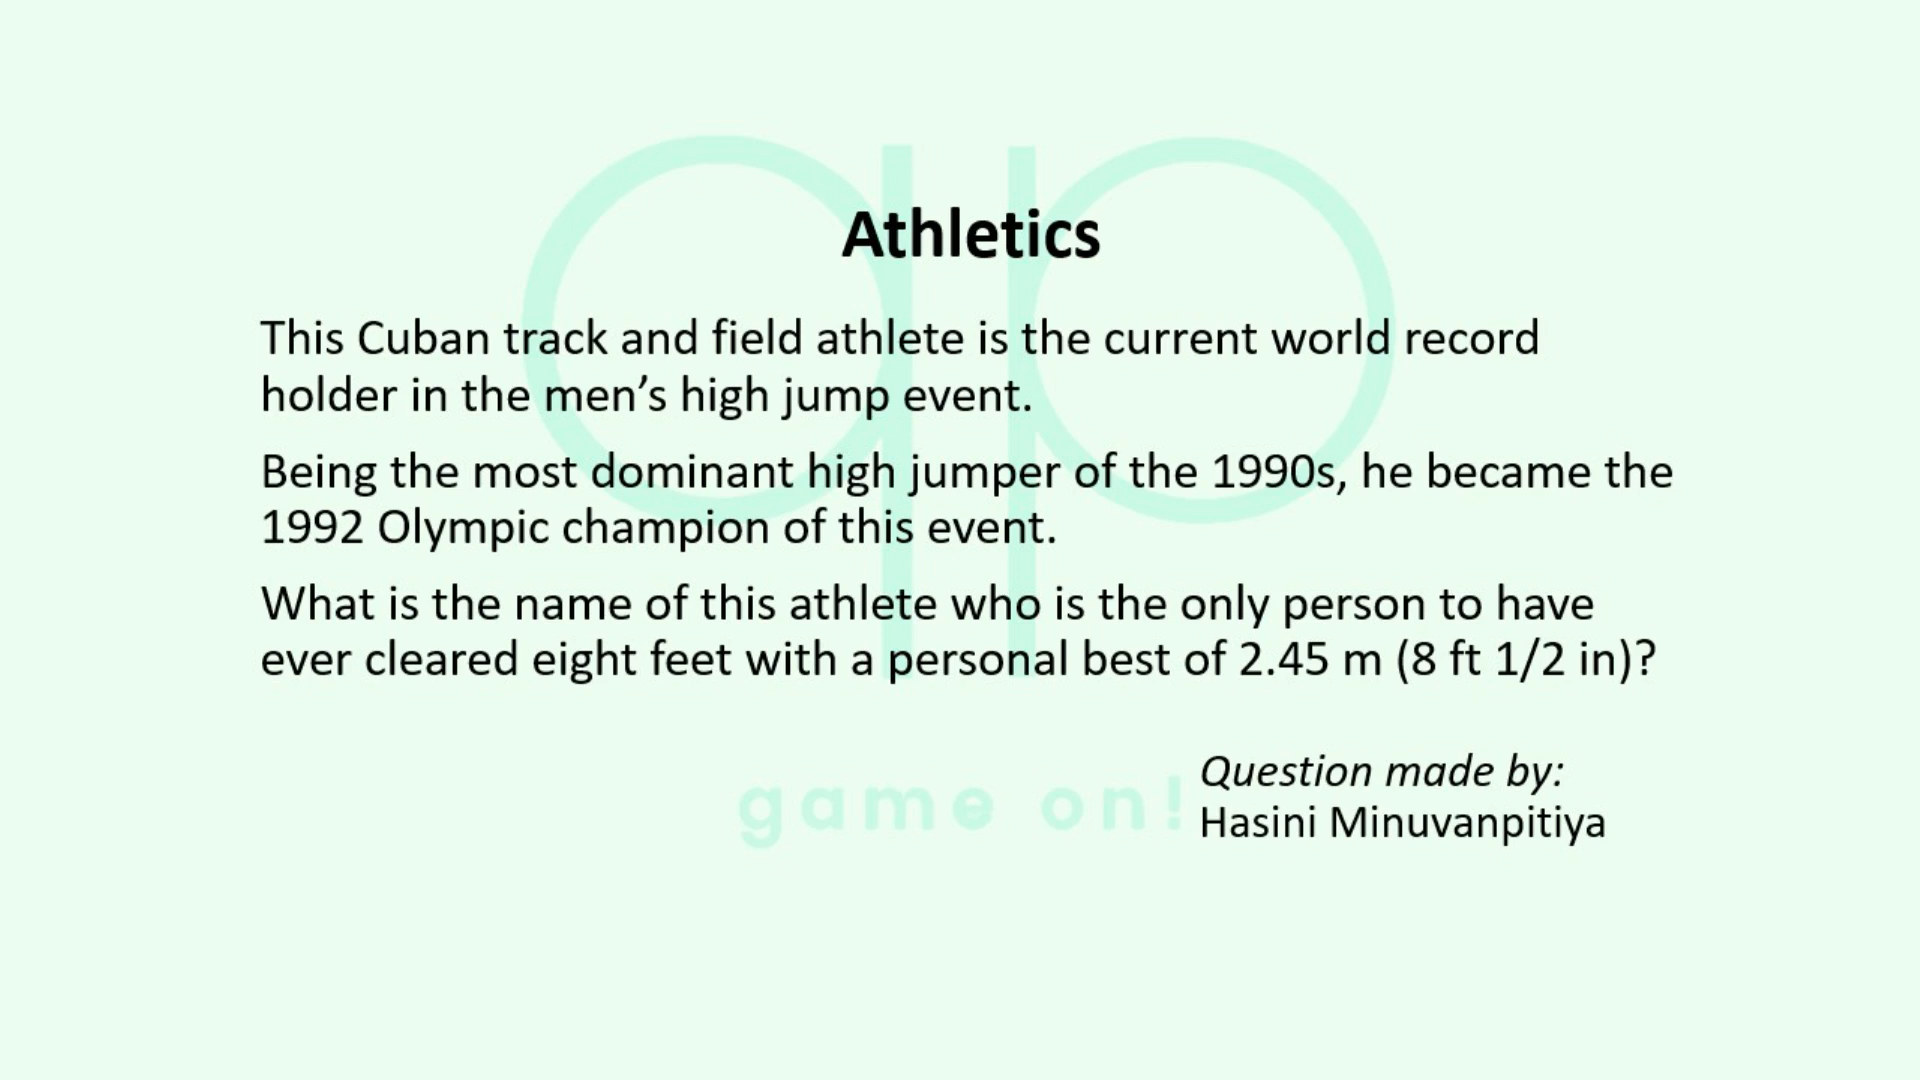 Athletics
This Cuban track and field athlete is the current world record
holder in the men’s high jump event.
Being the most dominant high jumper of the 1990s, he became the
1992 Olympic champion of this event.
What is the name of this athlete who is the only person to have
ever cleared eight feet with a personal best of 2.45 m (8 ft 1/2 in)?
Question made by:
game on!
Hasini Minuvanpitiya